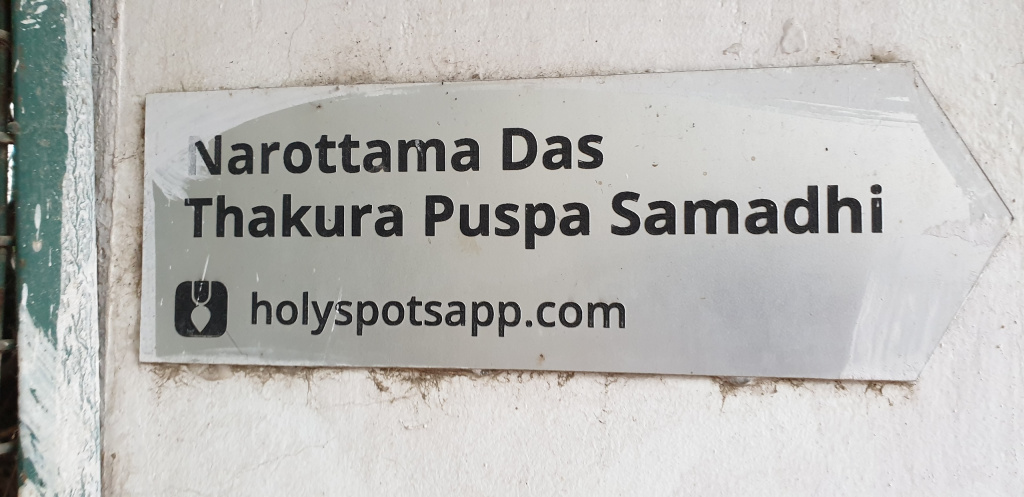 Narottama Das
Thakura Puspa Samadhi
holyspotsapp.com